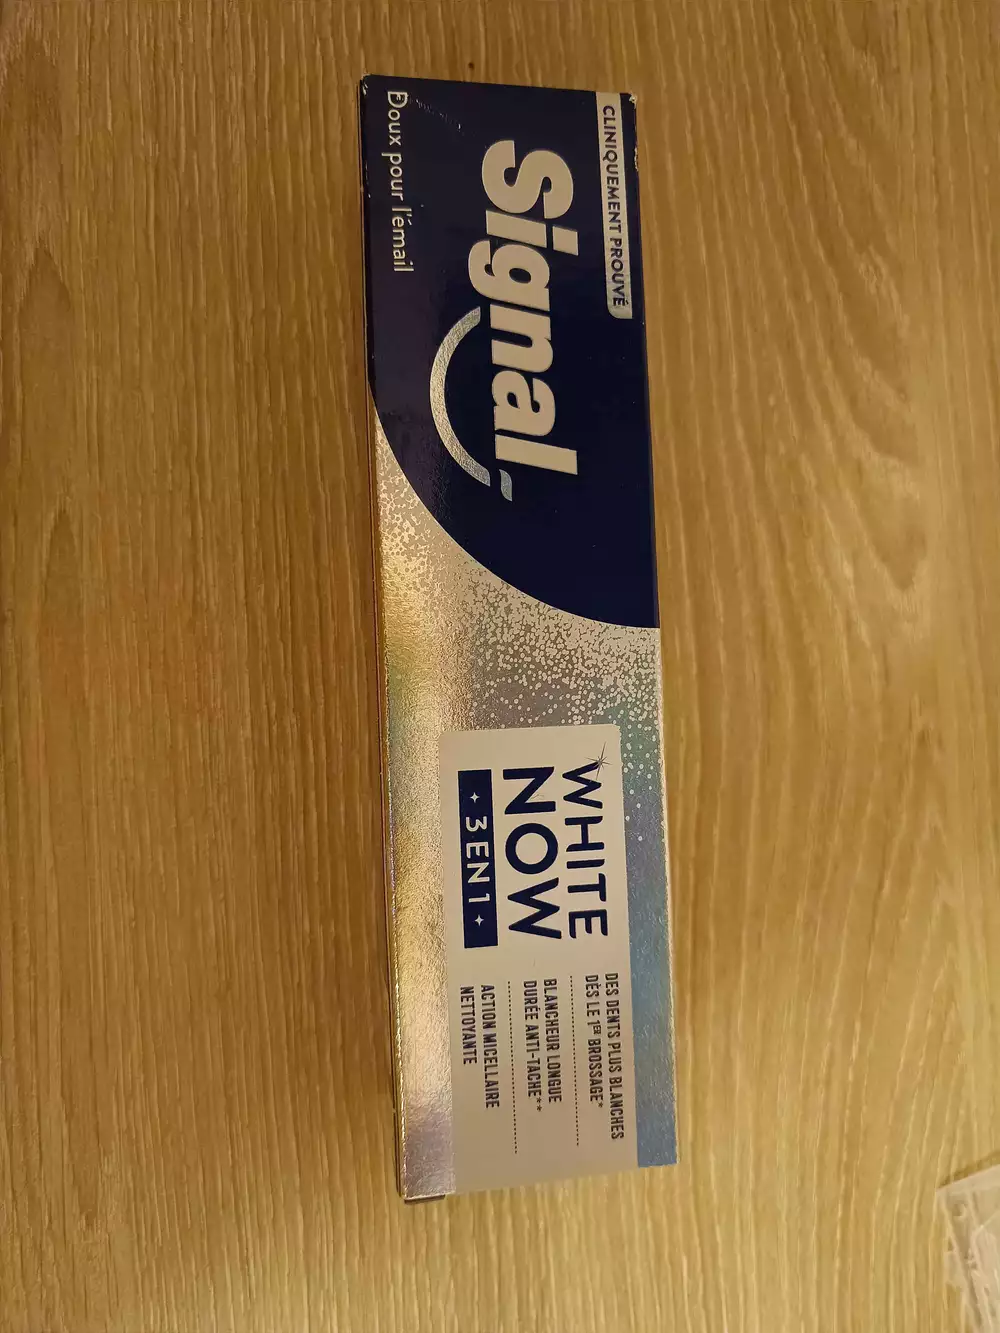 CLINIQUEMENT PROUVÉ
Signal
Doux pour l'émail
WHITE
NOW
3 EN 1
DES DENTS PLUS BLANCHES
DÈS LE 1ER BROSSAGE*
BLANCHEUR LONGUE
DURÉE ANTI-TACHE**
ACTION MICELLAIRE
NETTOYANTE